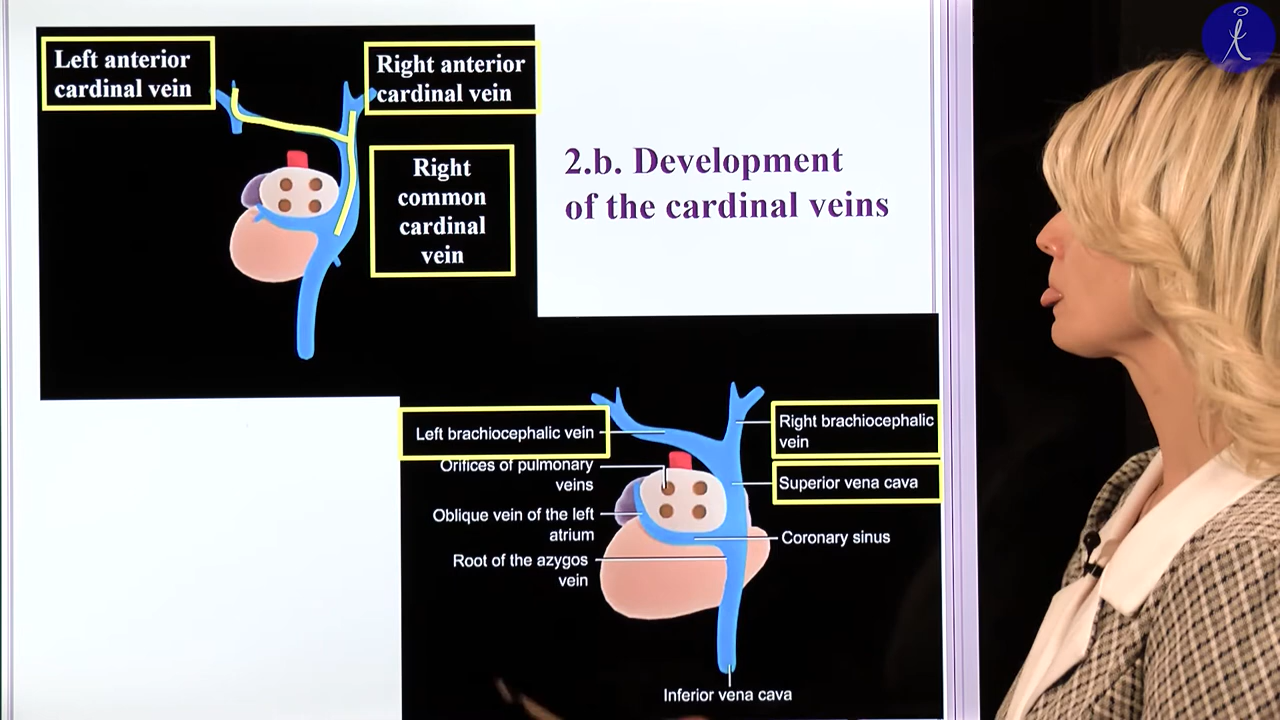 Left anterior
cardinal vein
Right anterior
cardinal vein
Right
common
cardinal
vein
2.b. Development
of the cardinal veins
Left brachiocephalic vein
Orifices of pulmonary
veins
Oblique vein of the left
atrium
Root of the azygos
vein
Right brachiocephalic
vein
Superior vena cava
Coronary sinus
Inferior vena cava